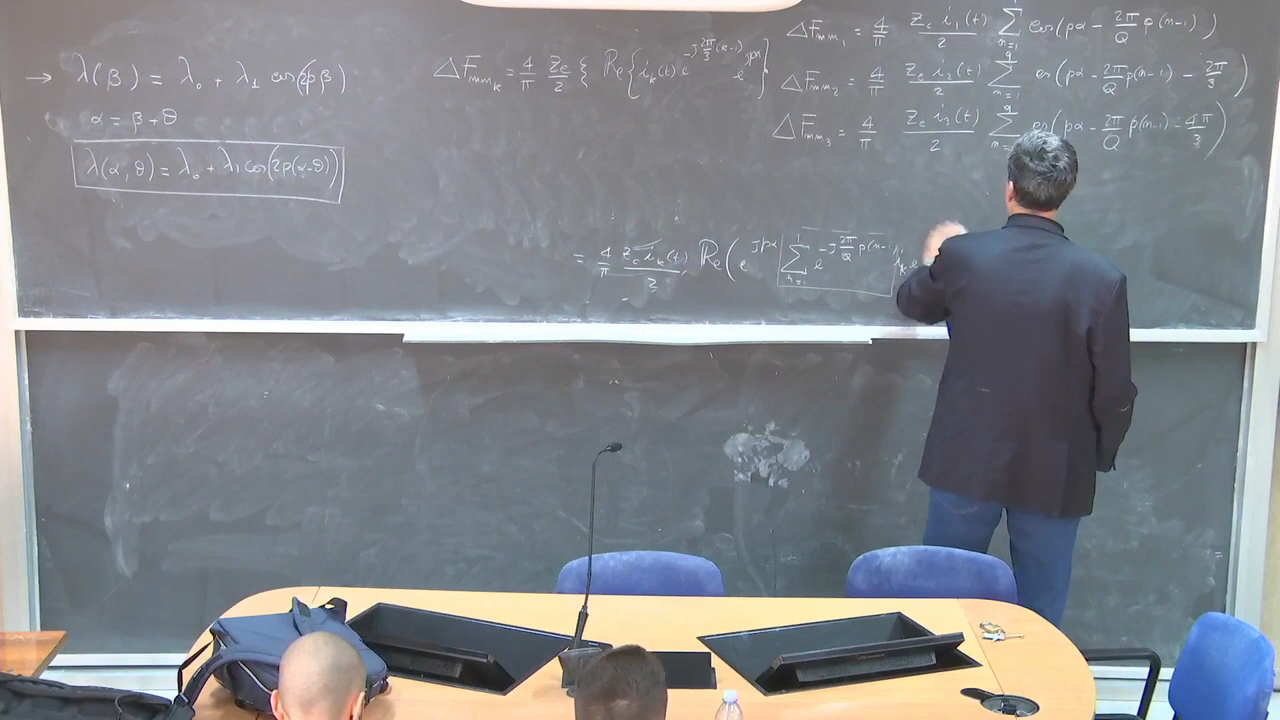 → λ(β) = λ₀ + λ₁ cos(2pβ)
α = β + θ
λ(α,θ) = λ₀ + λ₁ cos(2p(α-θ))
ΔF_mm_k = 4/π Z_c/2 { Re{ i_k(t) e^{-J 2π/3 (k-1)} e^{jpα} }
ΔF_mm₁ = 4/π Z_c i₁(t)/2 Σ_{n=1}^{q} cos(pα - 2π/Q p(n-1))
ΔF_mm₂ = 4/π Z_c i₂(t)/2 Σ_{n=1}^{q} cos(pα - 2π/Q p(n-1) - 2π/3)
ΔF_mm₃ = 4/π Z_c i₃(t)/2 Σ cos(pα - 2π/Q p(n-1) - 4π/3)
= 4/π Z_c i_k(t)/2 Re( e^{Jpα} Σ_{n=1} e^{-J 2π/Q p(n-1